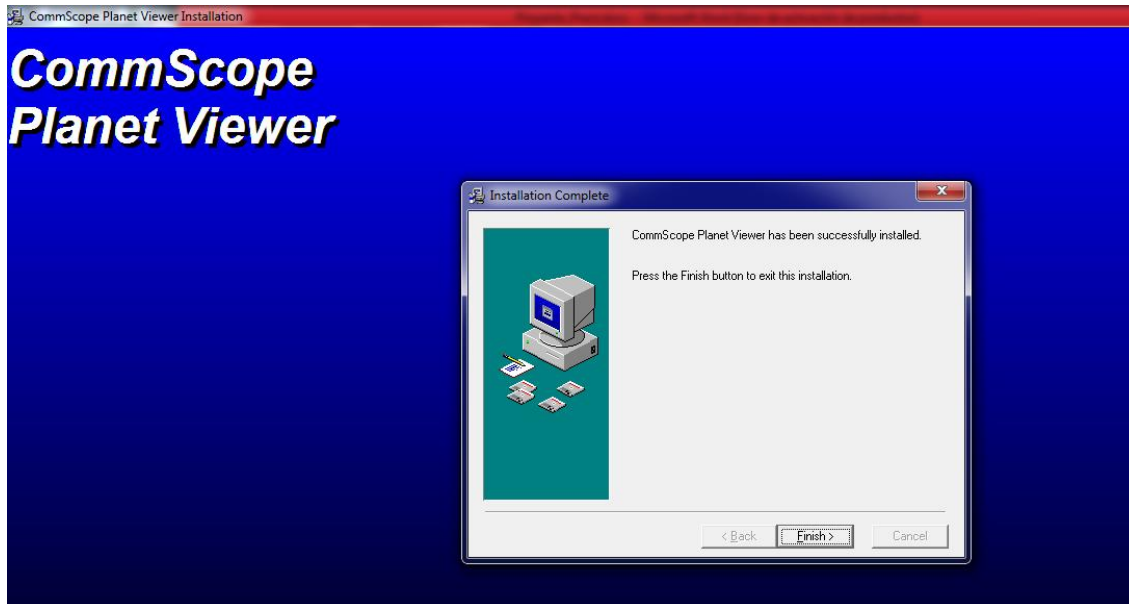 CommScope Planet Viewer Installation
CommScope
Planet Viewer
Installation Complete
CommScope Planet Viewer has been successfully installed.
Press the Finish button to exit this installation.
< Back
Finish >
Cancel